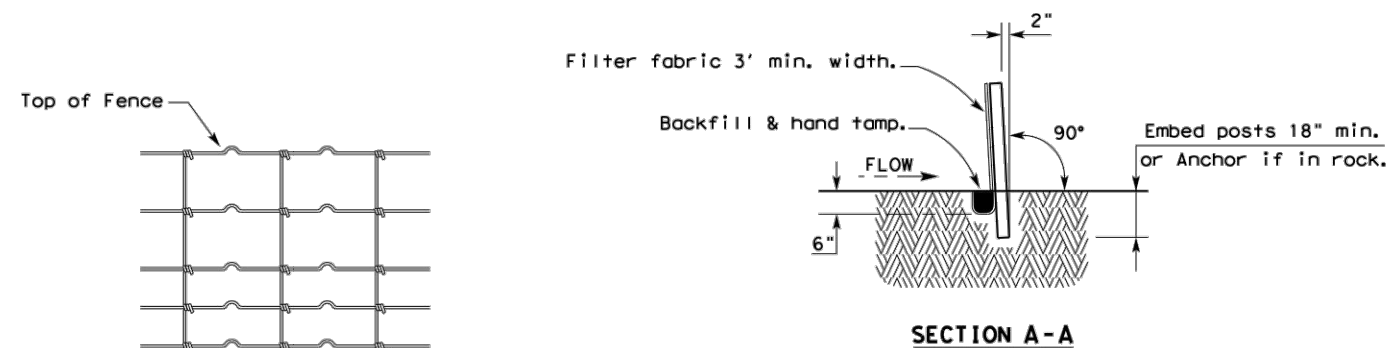 2"
Filter fabric 3' min. width.
Top of Fence
Backfill & hand tamp.
90°
Embed posts 18" min.
or Anchor if in rock.
FLOW
6"
SECTION A-A